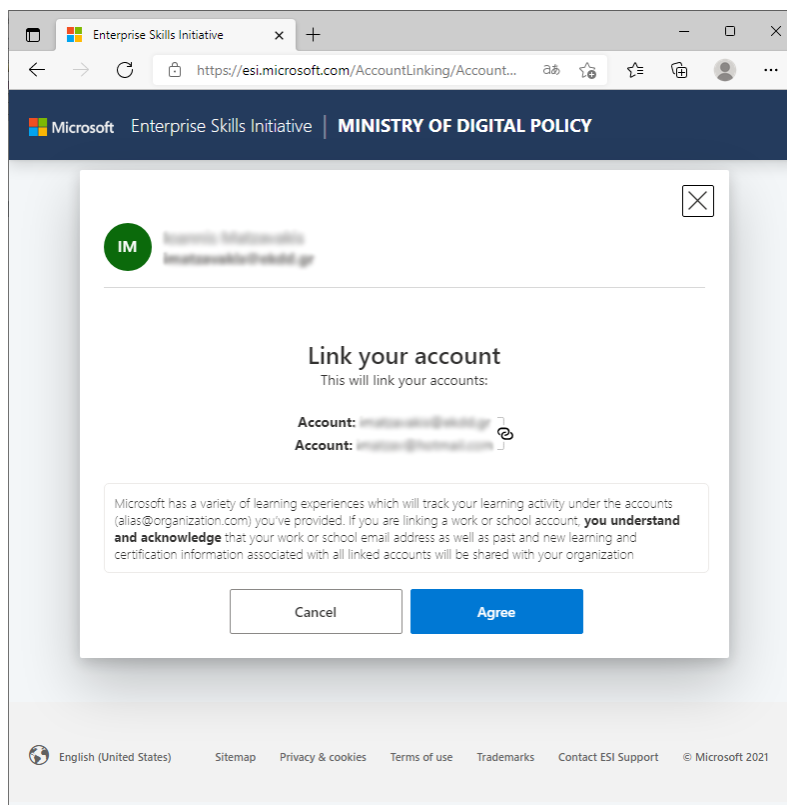 Enterprise Skills Initiative
https://esi.microsoft.com/AccountLinking/Account...
Microsoft Enterprise Skills Initiative | MINISTRY OF DIGITAL POLICY
IM
Link your account
This will link your accounts:
Account:
Account:
Microsoft has a variety of learning experiences which will track your learning activity under the accounts
(alias@organization.com) you've provided. If you are linking a work or school account, you understand
and acknowledge that your work or school email address as well as past and new learning and
certification information associated with all linked accounts will be shared with your organization
Cancel Agree
English (United States) Sitemap Privacy & cookies Terms of use Trademarks Contact ESI Support © Microsoft 2021